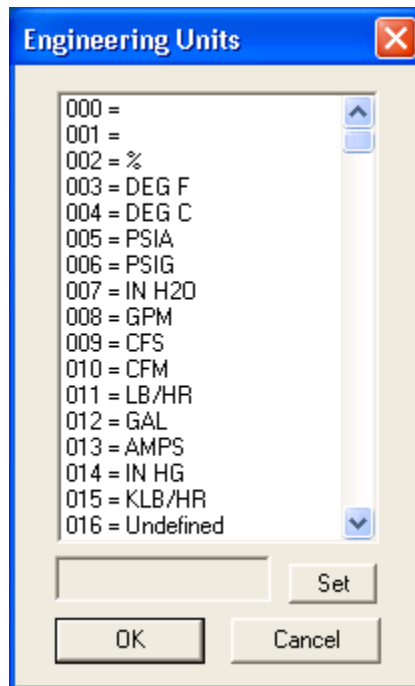 Engineering Units
000 =
001 =
002 = %
003 = DEG F
004 = DEG C
005 = PSIA
006 = PSIG
007 = IN H2O
008 = GPM
009 = CFS
010 = CFM
011 = LB/HR
012 = GAL
013 = AMPS
014 = IN HG
015 = KLB/HR
016 = Undefined
Set
OK Cancel